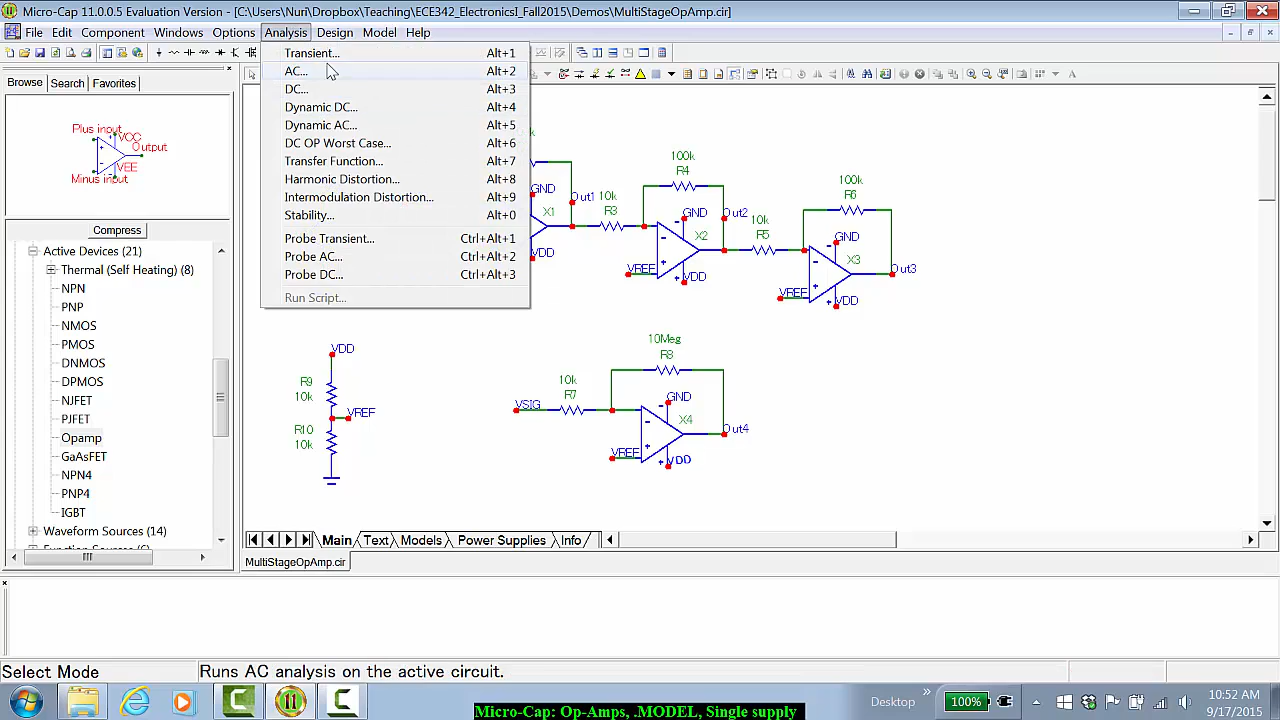 Micro-Cap 11.0.0.5 Evaluation Version - [C:\Users\Nuri\Dropbox\Teaching\ECE342_ElectronicsI_Fall2015\Demos\MultiStageOpAmp.cir]
File Edit Component Windows Options Analysis Design Model Help
Transient... Alt+1
AC... Alt+2
DC... Alt+3
Dynamic DC... Alt+4
Dynamic AC... Alt+5
DC OP Worst Case... Alt+6
Transfer Function... Alt+7
Harmonic Distortion... Alt+8
Intermodulation Distortion... Alt+9
Stability... Alt+0
Probe Transient... Ctrl+Alt+1
Probe AC... Ctrl+Alt+2
Probe DC... Ctrl+Alt+3
Run Script...
Browse Search Favorites
Plus input
VCC
Output
VEE
Minus input
Compress
Active Devices (21)
Thermal (Self Heating) (8)
NPN
PNP
NMOS
PMOS
DNMOS
DPMOS
NJFET
PJFET
Opamp
GaAsFET
NPN4
PNP4
IGBT
Waveform Sources (14)
Function Sources (6)
GND
Out1
X1
VDD
10k
R3
100k
R4
GND
Out2
X2
VREF
VDD
10k
R5
100k
R6
GND
X3
Out3
VREF
VDD
VDD
R9
10k
VREF
R10
10k
10Meg
R8
10k
R7
VSIG
GND
X4
Out4
VREF
VDD
Main Text Models Power Supplies Info
MultiStageOpAmp.cir
Select Mode
Runs AC analysis on the active circuit.
Desktop
100%
10:52 AM
9/17/2015
Micro-Cap: Op-Amps, .MODEL, Single supply